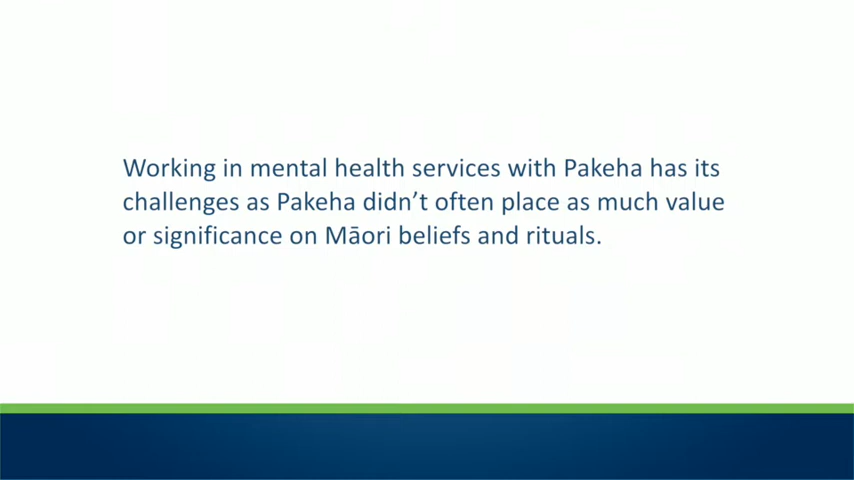 Working in mental health services with Pakeha has its
challenges as Pakeha didn’t often place as much value
or significance on Māori beliefs and rituals.